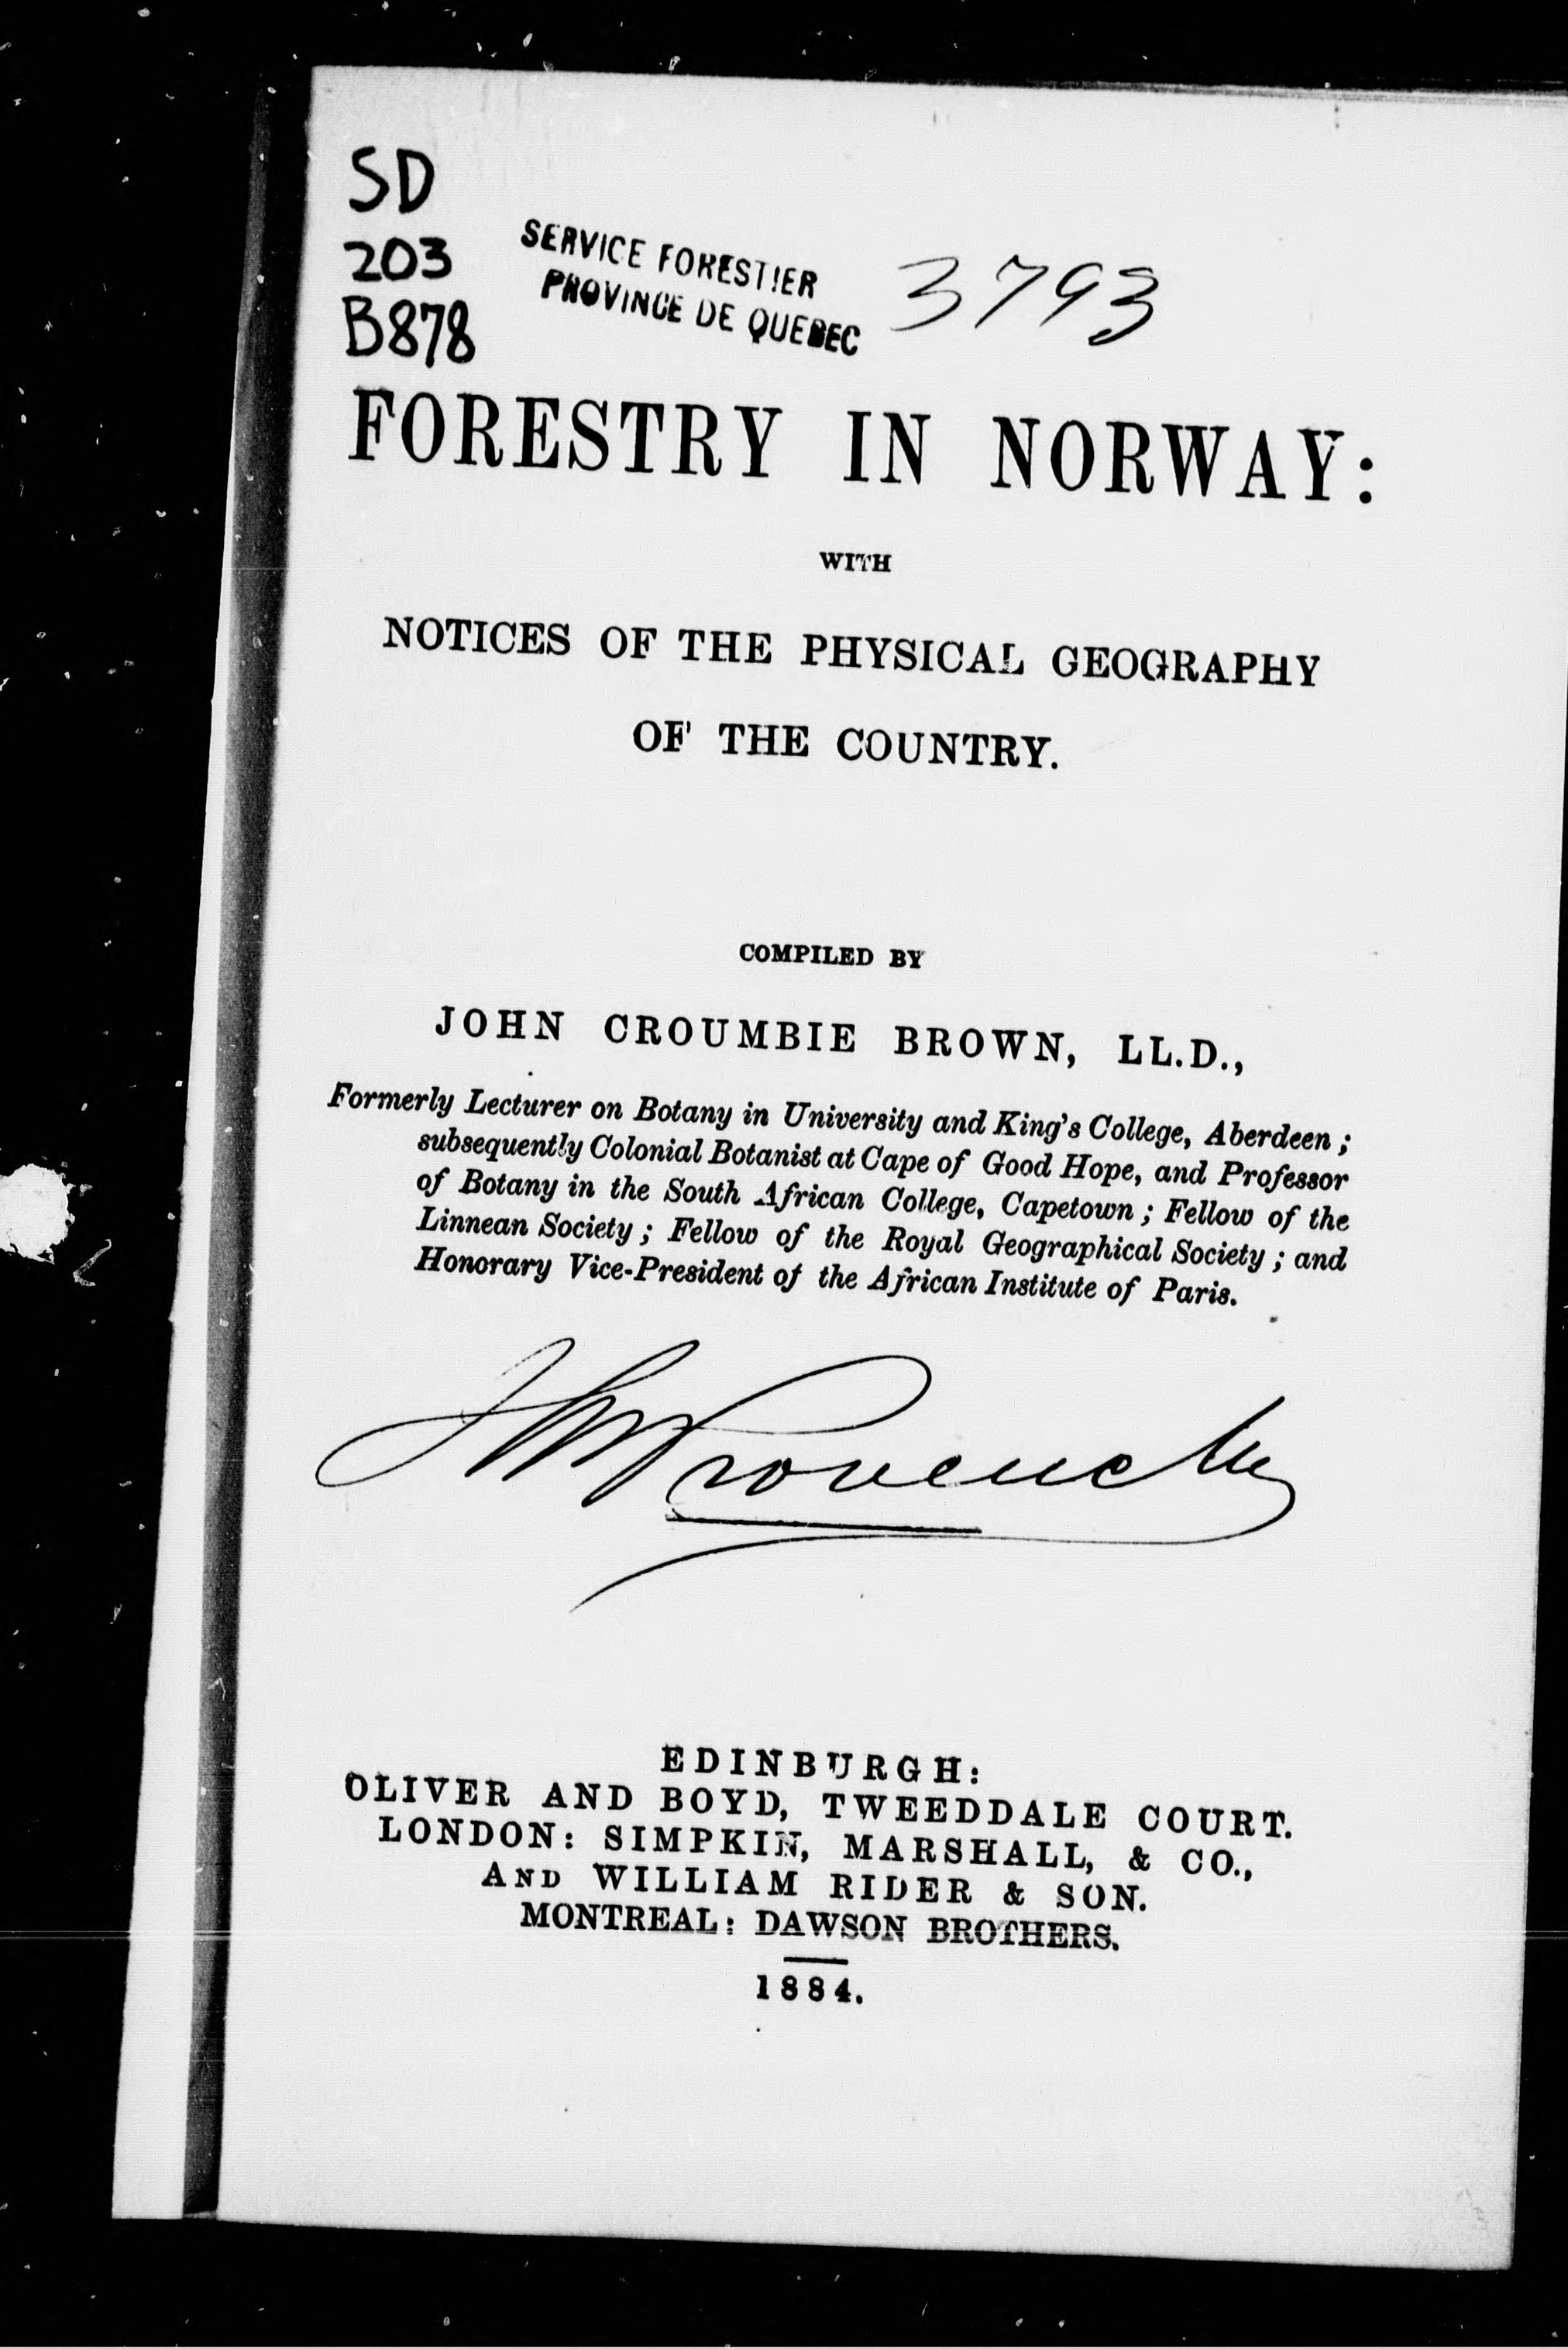 SD
203
B878
SERVICE FORESTIER
PROVINCE DE QUEBEC
3793
FORESTRY IN NORWAY:
WITH
NOTICES OF THE PHYSICAL GEOGRAPHY
OF THE COUNTRY.
COMPILED BY
JOHN CROUMBIE BROWN, LL.D.,
Formerly Lecturer on Botany in University and King's College, Aberdeen;
subsequently Colonial Botanist at Cape of Good Hope, and Professor
of Botany in the South African College, Capetown; Fellow of the
Linnean Society; Fellow of the Royal Geographical Society; and
Honorary Vice-President of the African Institute of Paris.
Provencher
EDINBURGH:
OLIVER AND BOYD, TWEEDDALE COURT.
LONDON: SIMPKIN, MARSHALL, & CO.,
AND WILLIAM RIDER & SON.
MONTREAL: DAWSON BROTHERS.
1884.